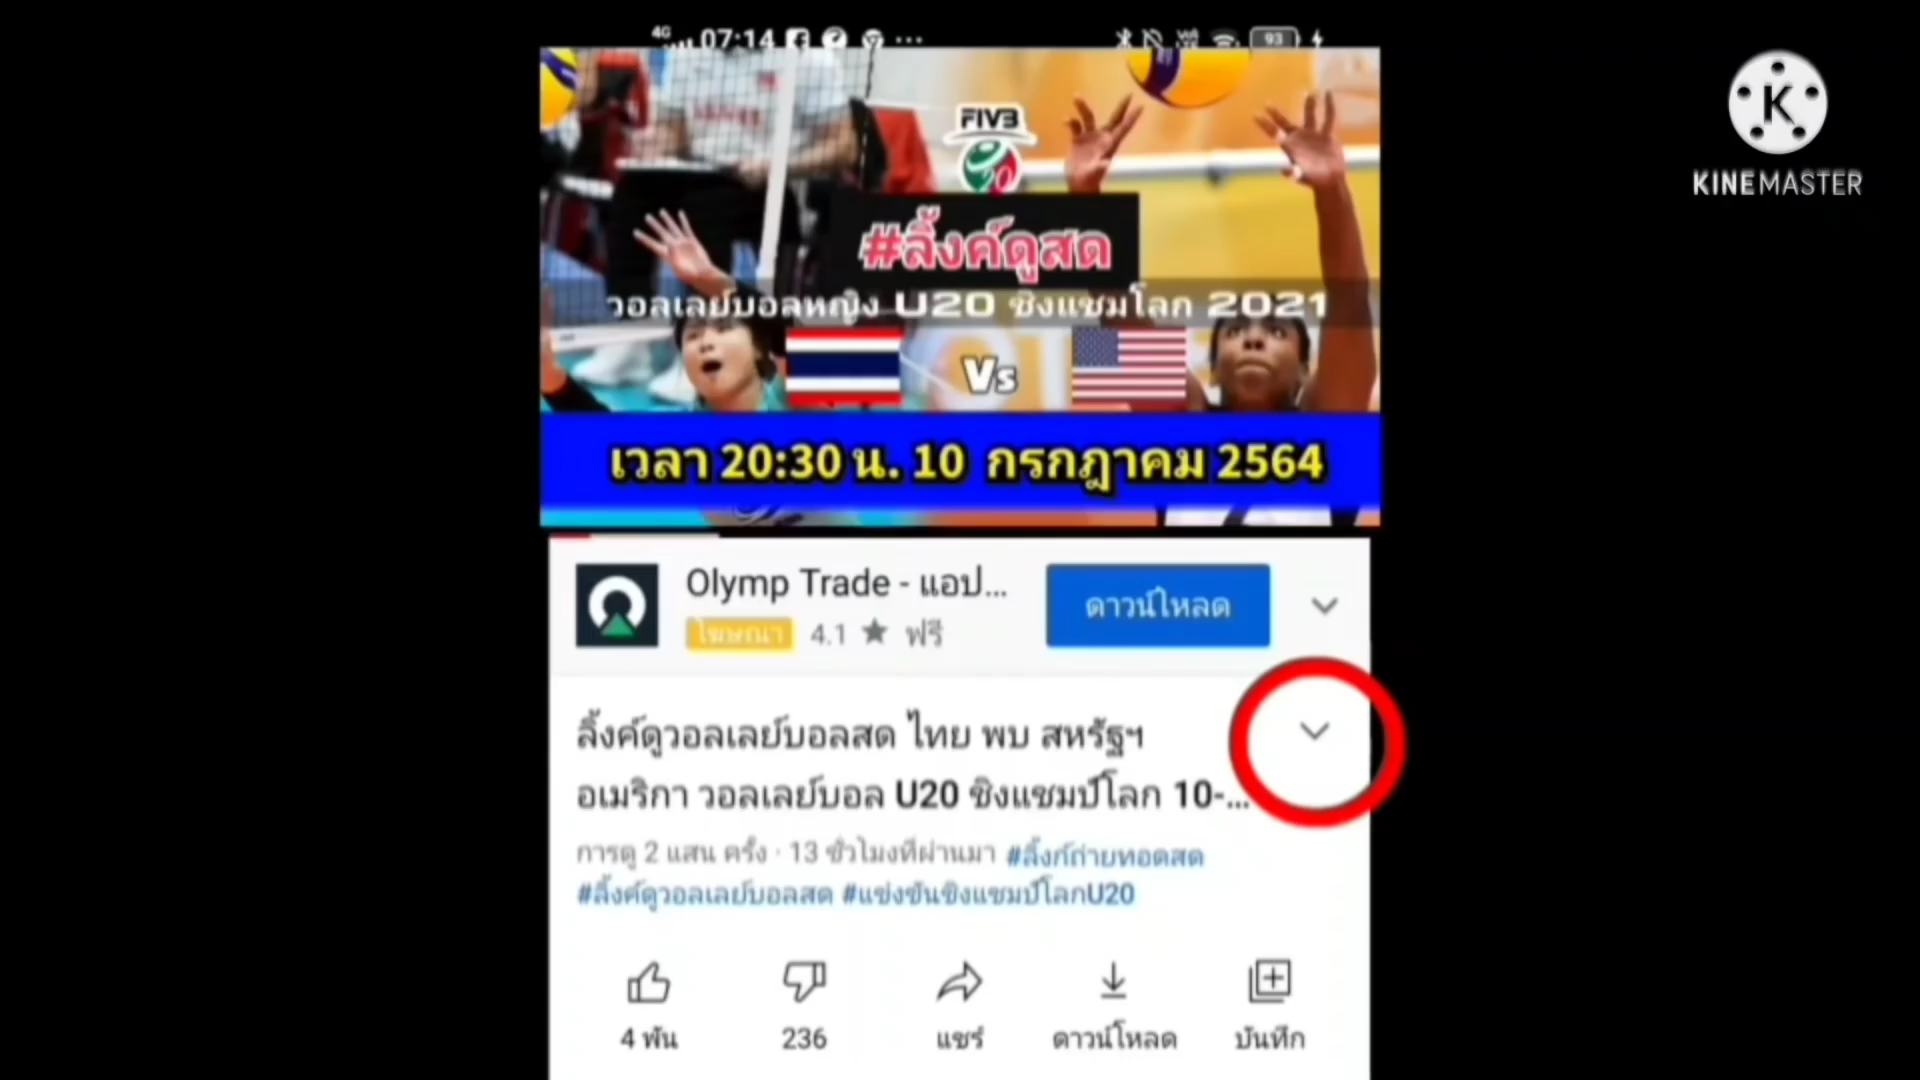 4G 07:14 93
KINEMASTER
FIVB
U20
#ลิ้งค์ดูสด
วอลเลย์บอลหญิง U20 ชิงแชมโลก 2021
Vs
เวลา 20:30 น. 10 กรกฎาคม 2564
Olymp Trade - แอป...
โฆษณา 4.1 ★ ฟรี
ดาวน์โหลด
ลิ้งค์ดูวอลเลย์บอลสด ไทย พบ สหรัฐฯ
อเมริกา วอลเลย์บอล U20 ชิงแชมป์โลก 10-...
การดู 2 แสน ครั้ง · 13 ชั่วโมงที่ผ่านมา #ลิ้งก์ถ่ายทอดสด
#ลิ้งค์ดูวอลเลย์บอลสด #แข่งขันชิงแชมป์โลกU20
4 พัน 236 แชร์ ดาวน์โหลด บันทึก